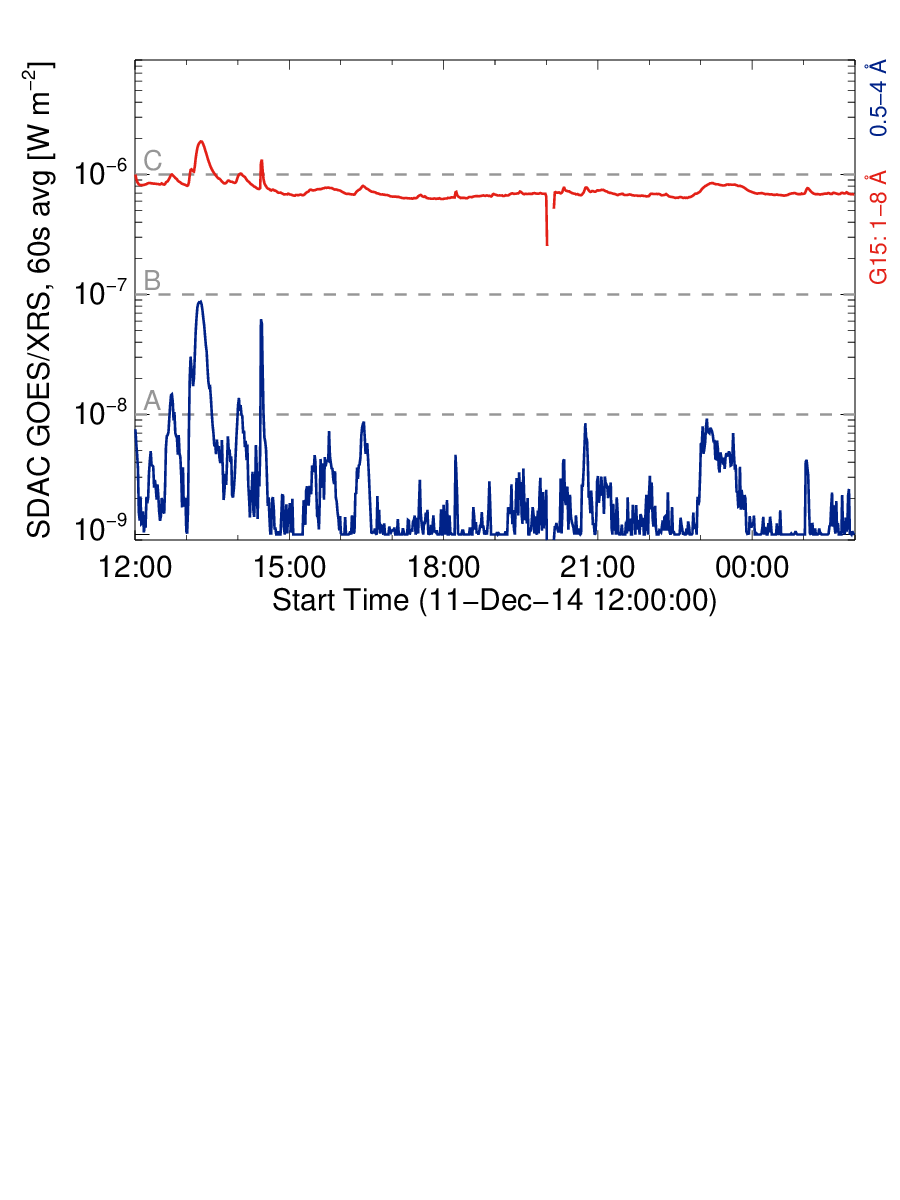 SDAC GOES/XRS, 60s avg [W m⁻²]
10⁻⁶
10⁻⁷
10⁻⁸
10⁻⁹
C
B
A
12:00 15:00 18:00 21:00 00:00
Start Time (11−Dec−14 12:00:00)
0.5−4 Å
G15: 1−8 Å